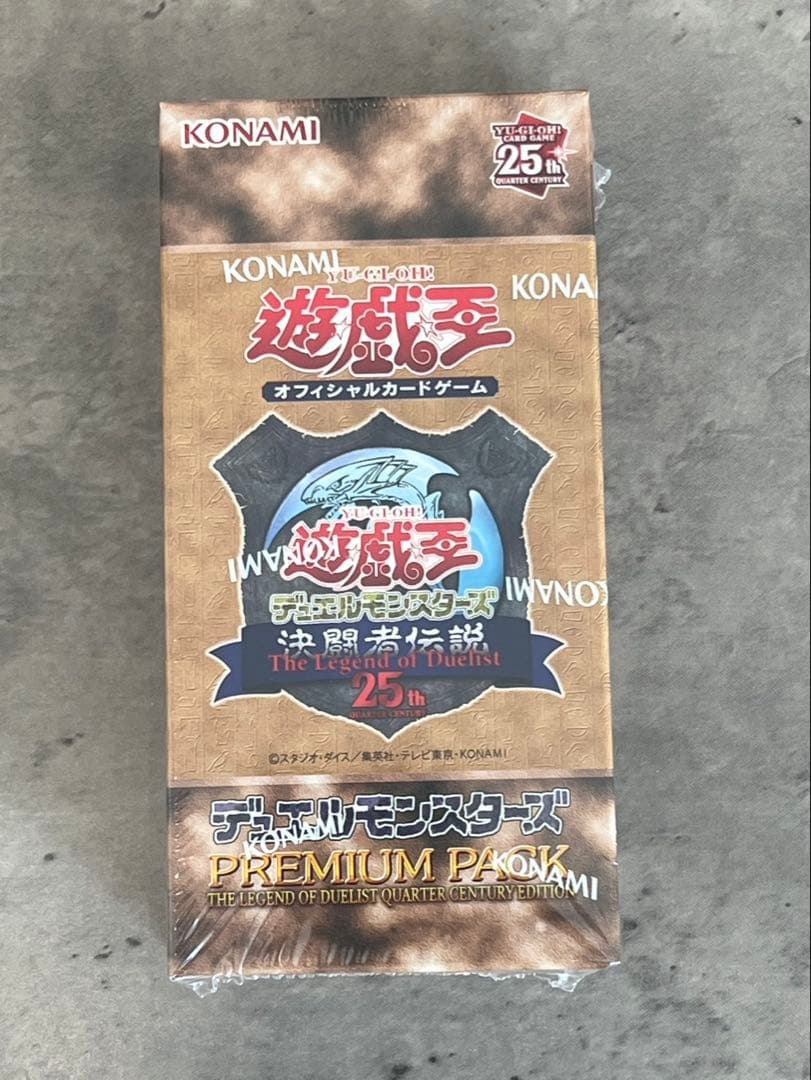 KONAMI
YU-GI-OH!
CARD GAME
25th
QUARTER CENTURY
KONAMI
KONA
YU-GI-OH!
遊戯王
オフィシャルカードゲーム
YU-GI-OH!
遊戯王
KONAMI
KONAMI
KONAMI
デュエルモンスターズ
決闘者伝説
The Legend of Duelist
25th
QUARTER CENTURY
©スタジオ・ダイス／集英社・テレビ東京・KONAMI
デュエルモンスターズ
KONAMI
PREMIUM PACK
KONAMI
THE LEGEND OF DUELIST QUARTER CENTURY EDITION